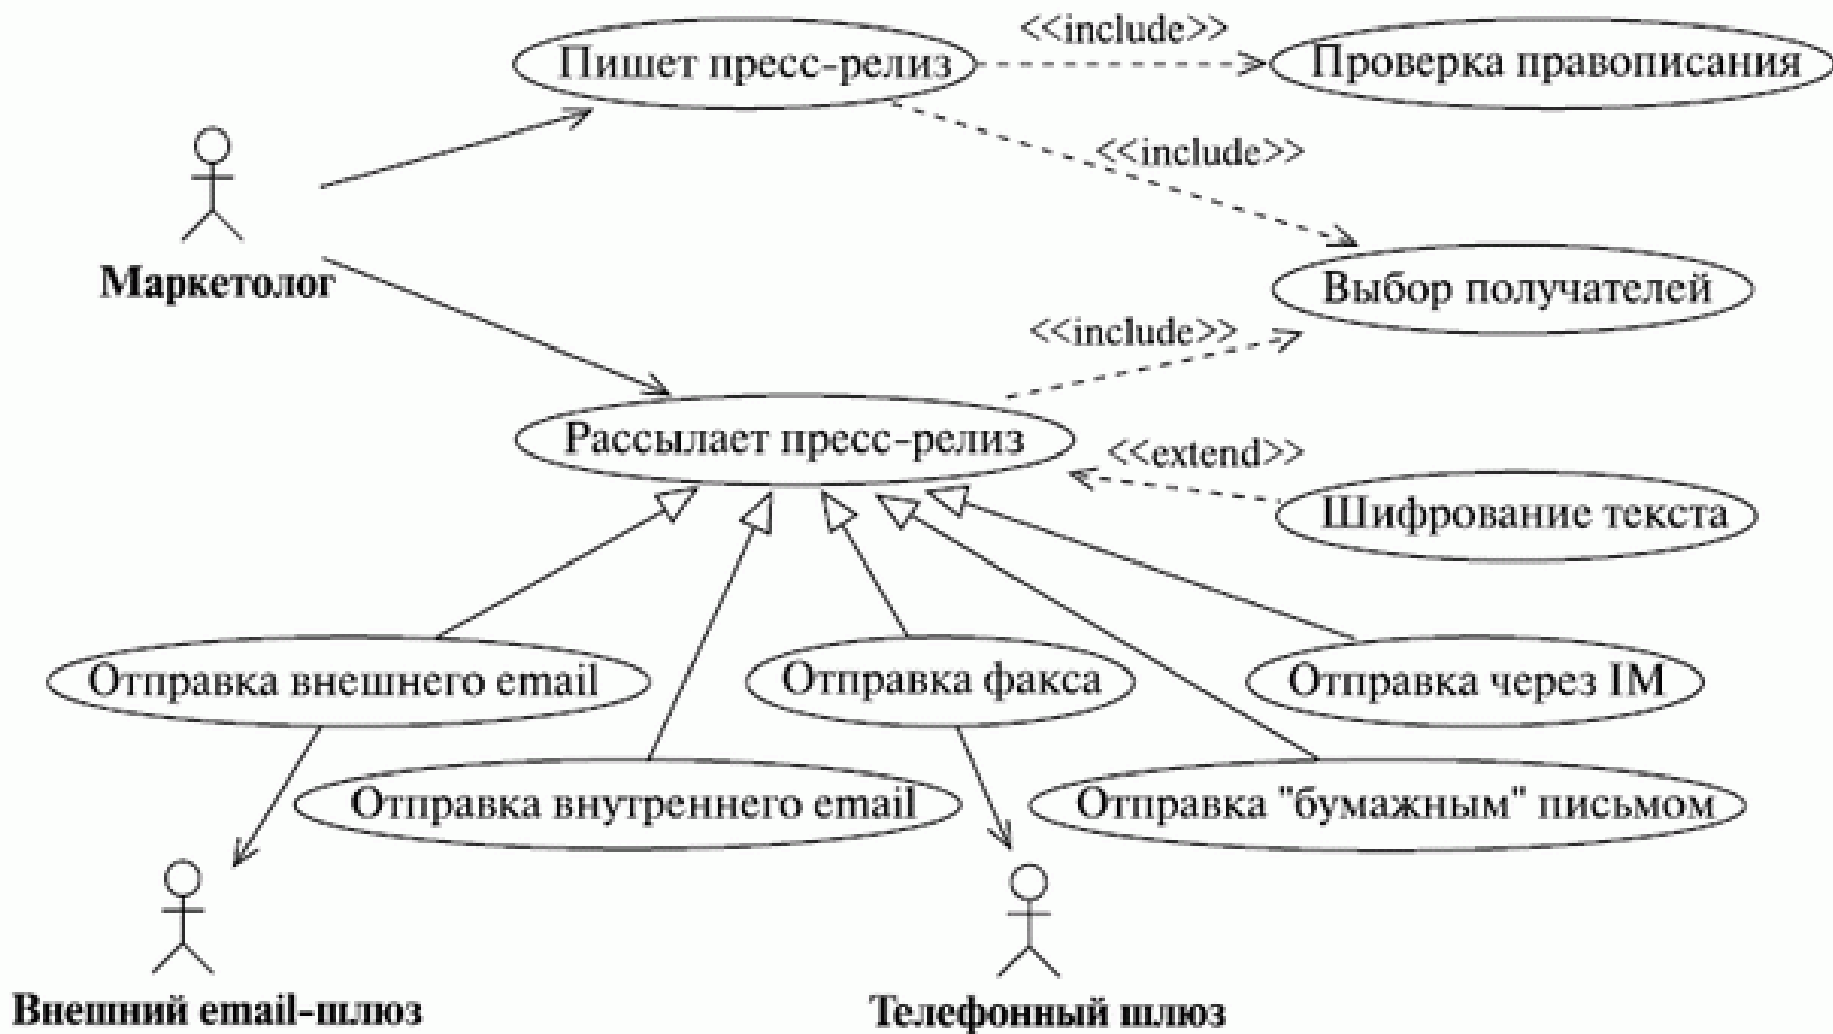 <<include>>
Пишет пресс-релиз
Проверка правописания
<<include>>
Маркетолог
Выбор получателей
<<include>>
Рассылает пресс-релиз
<<extend>>
Шифрование текста
Отправка внешнего email
Отправка факса
Отправка через IM
Отправка внутреннего email
Отправка "бумажным" письмом
Внешний email-шлюз
Телефонный шлюз